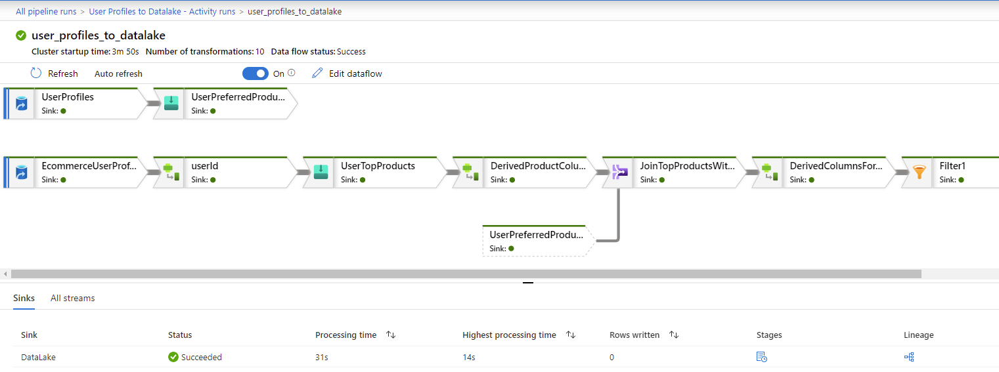 All pipeline runs > User Profiles to Datalake - Activity runs > user_profiles_to_datalake
user_profiles_to_datalake
Cluster startup time: 3m 50s Number of transformations: 10 Data flow status: Success
Refresh Auto refresh On Edit dataflow
UserProfiles UserPreferredProdu...
Sink: Sink:
EcommerceUserProf... userId UserTopProducts DerivedProductColu... JoinTopProductsWit... DerivedColumnsFor... Filter1
Sink: Sink: Sink: Sink: Sink: Sink: Sink:
UserPreferredProdu...
Sink:
Sinks All streams
Sink Status Processing time Highest processing time Rows written Stages Lineage
DataLake Succeeded 31s 14s 0